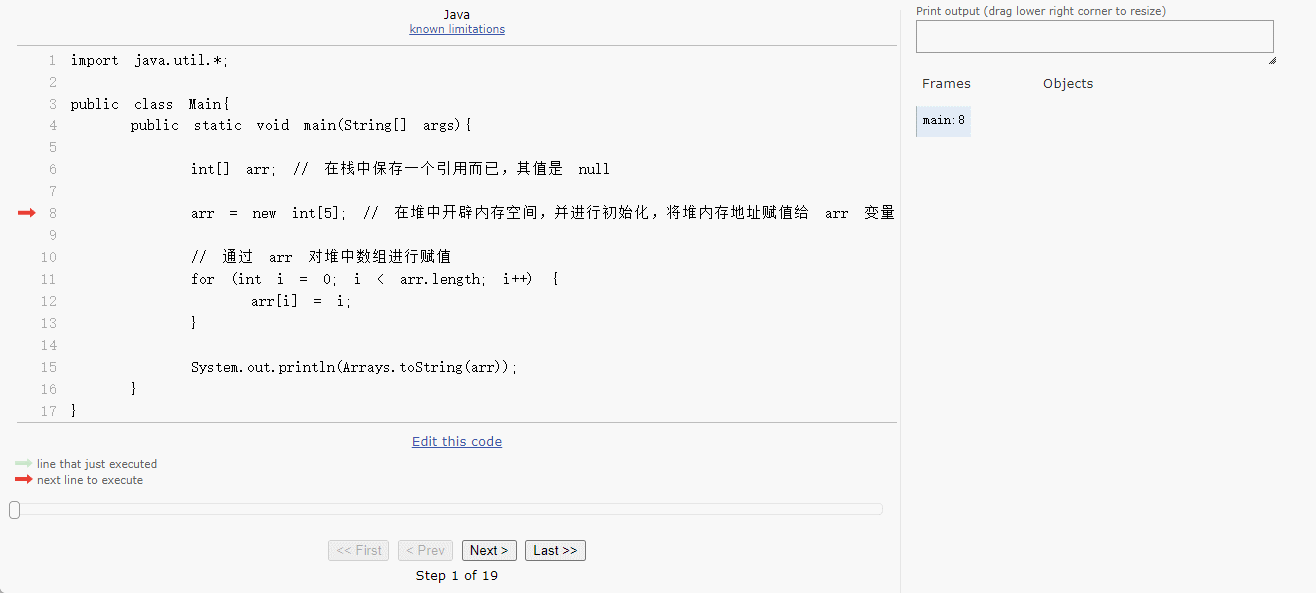 Java
known limitations
1 import java.util.*;
2
3 public class Main{
4 public static void main(String[] args){
5
6 int[] arr; // 在栈中保存一个引用而已，其值是 null
7
8 arr = new int[5]; // 在堆中开辟内存空间，并进行初始化，将堆内存地址赋值给 arr 变量
9
10 // 通过 arr 对堆中数组进行赋值
11 for (int i = 0; i < arr.length; i++) {
12 arr[i] = i;
13 }
14
15 System.out.println(Arrays.toString(arr));
16 }
17 }
Edit this code
line that just executed
next line to execute
<< First < Prev Next > Last >>
Step 1 of 19
Print output (drag lower right corner to resize)
Frames Objects
main:8